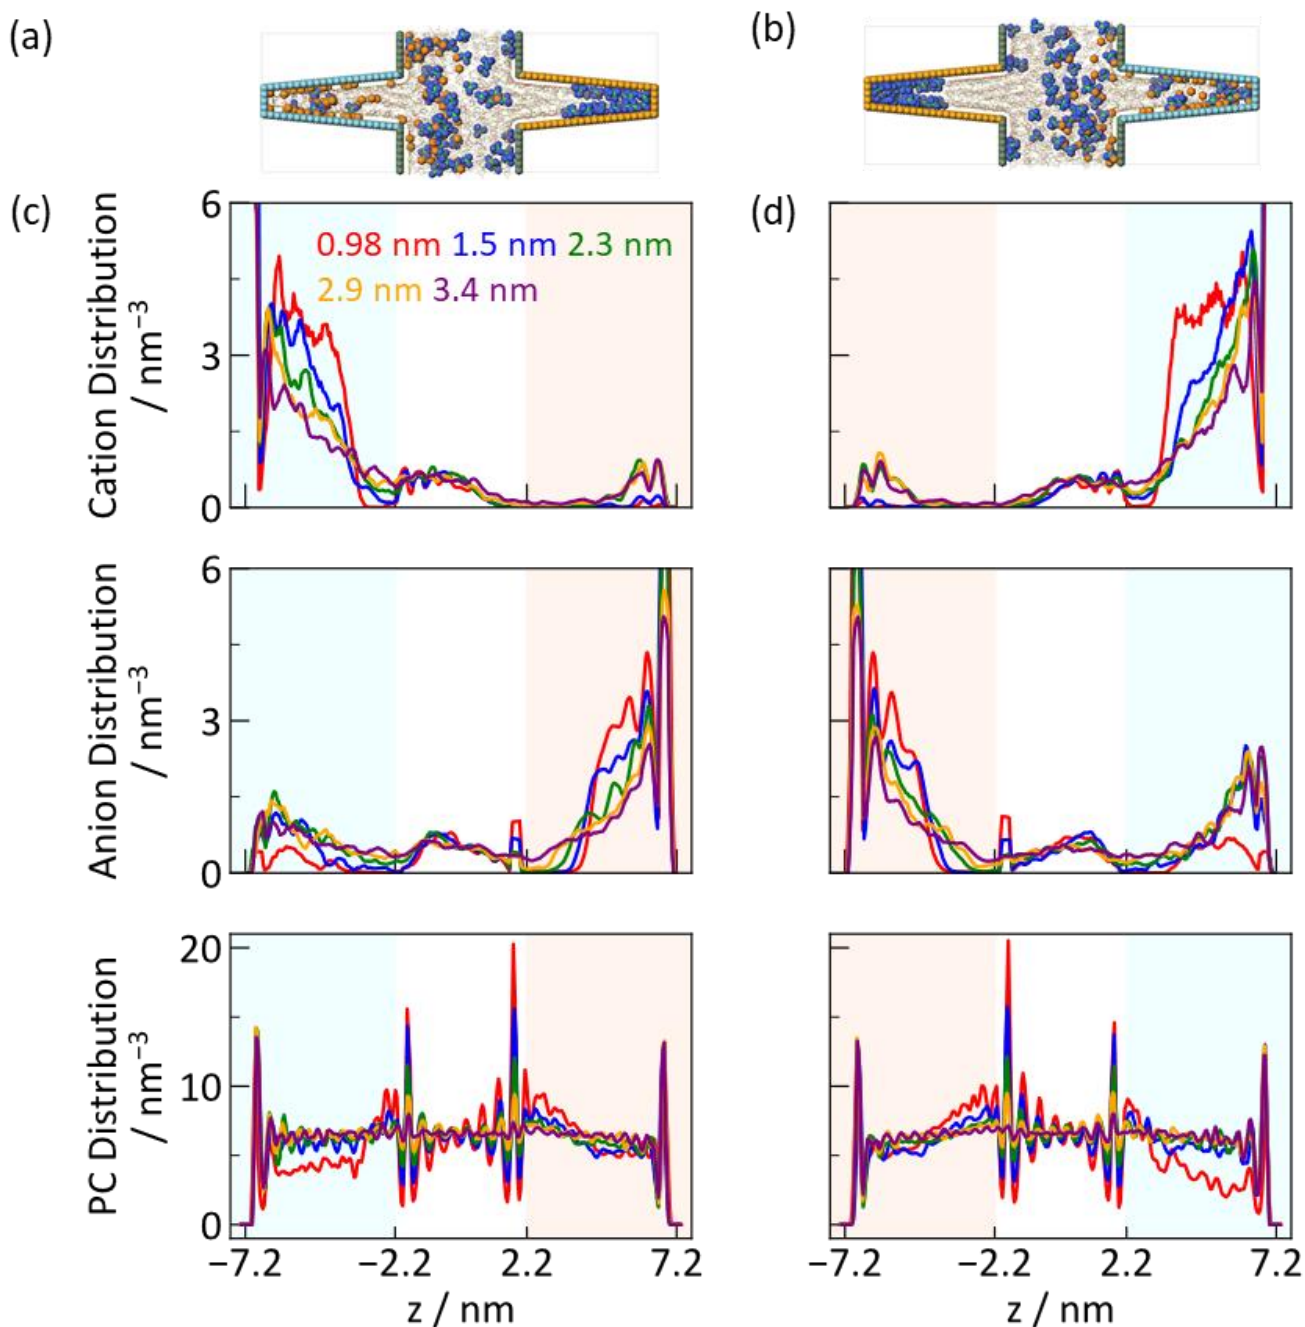 (a)
(b)
(c)
(d)
Cation Distribution
/ nm⁻³
6
3
0
0.98 nm 1.5 nm 2.3 nm
2.9 nm 3.4 nm
Anion Distribution
/ nm⁻³
6
3
0
PC Distribution
/ nm⁻³
20
10
0
−7.2 −2.2 2.2 7.2
z / nm
−7.2 −2.2 2.2 7.2
z / nm